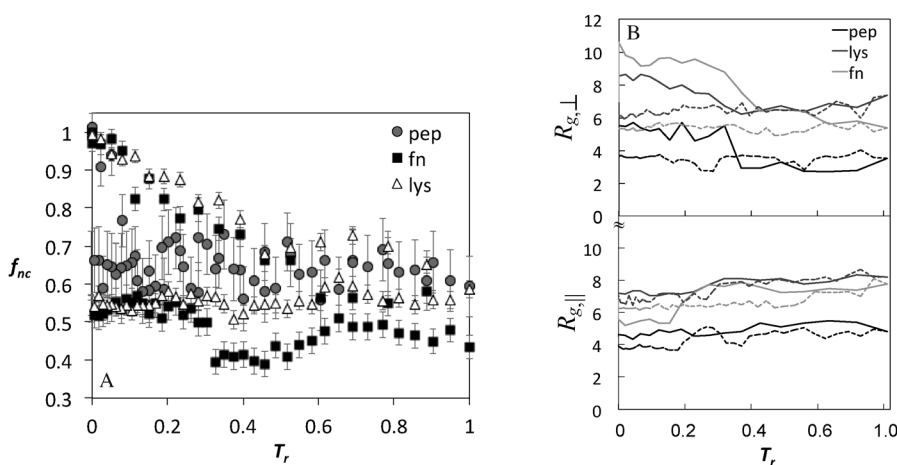 1
0.9
0.8
0.7
0.6
0.5
0.4
0.3
f_nc
pep
fn
lys
A
0 0.2 0.4 0.6 0.8 1
T_r
B
12
10
8
6
4
2
0
R_g,⊥
pep
lys
fn
≈
10
8
6
4
2
0
R_g,||
0 0.2 0.4 0.6 0.8 1.0
T_r